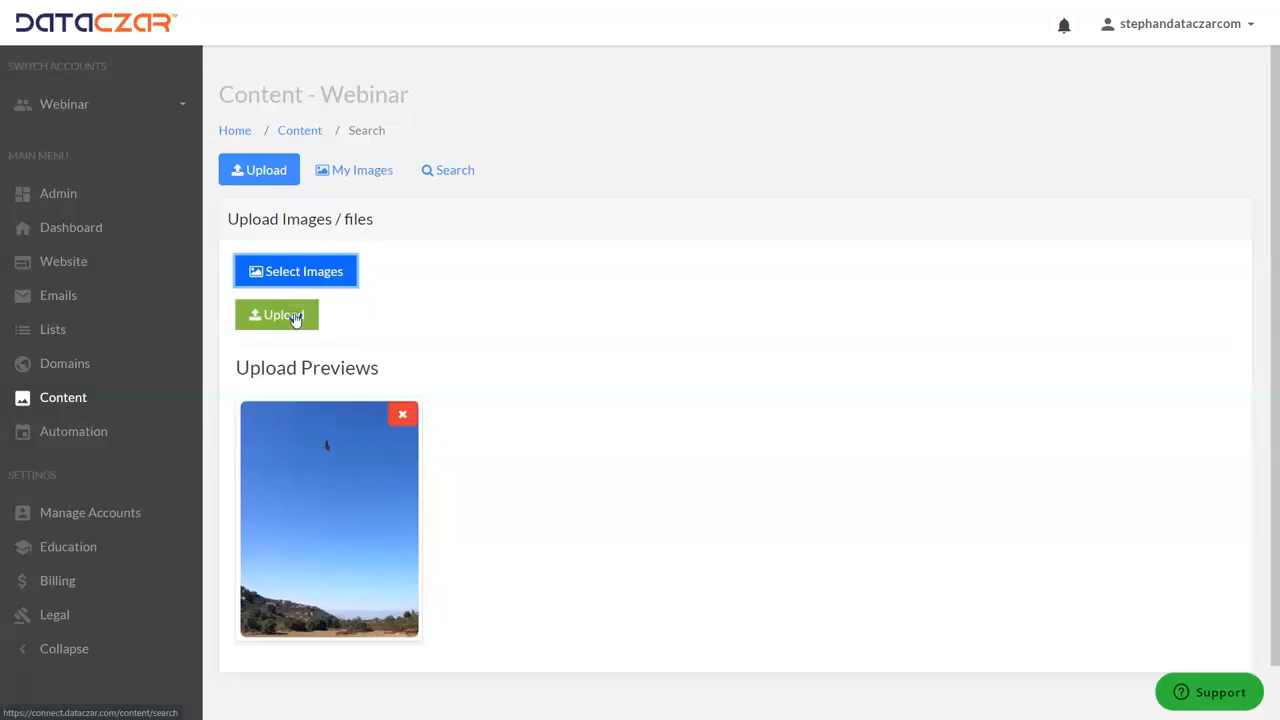 DATACZAR
stephandataczarcom
SWITCH ACCOUNTS
Webinar
MAIN MENU
Admin
Dashboard
Website
Emails
Lists
Domains
Content
Automation
SETTINGS
Manage Accounts
Education
Billing
Legal
Collapse
https://connect.dataczar.com/content/search
Content - Webinar
Home / Content / Search
Upload My Images Search
Upload Images / files
Select Images
Upload
Upload Previews
Support